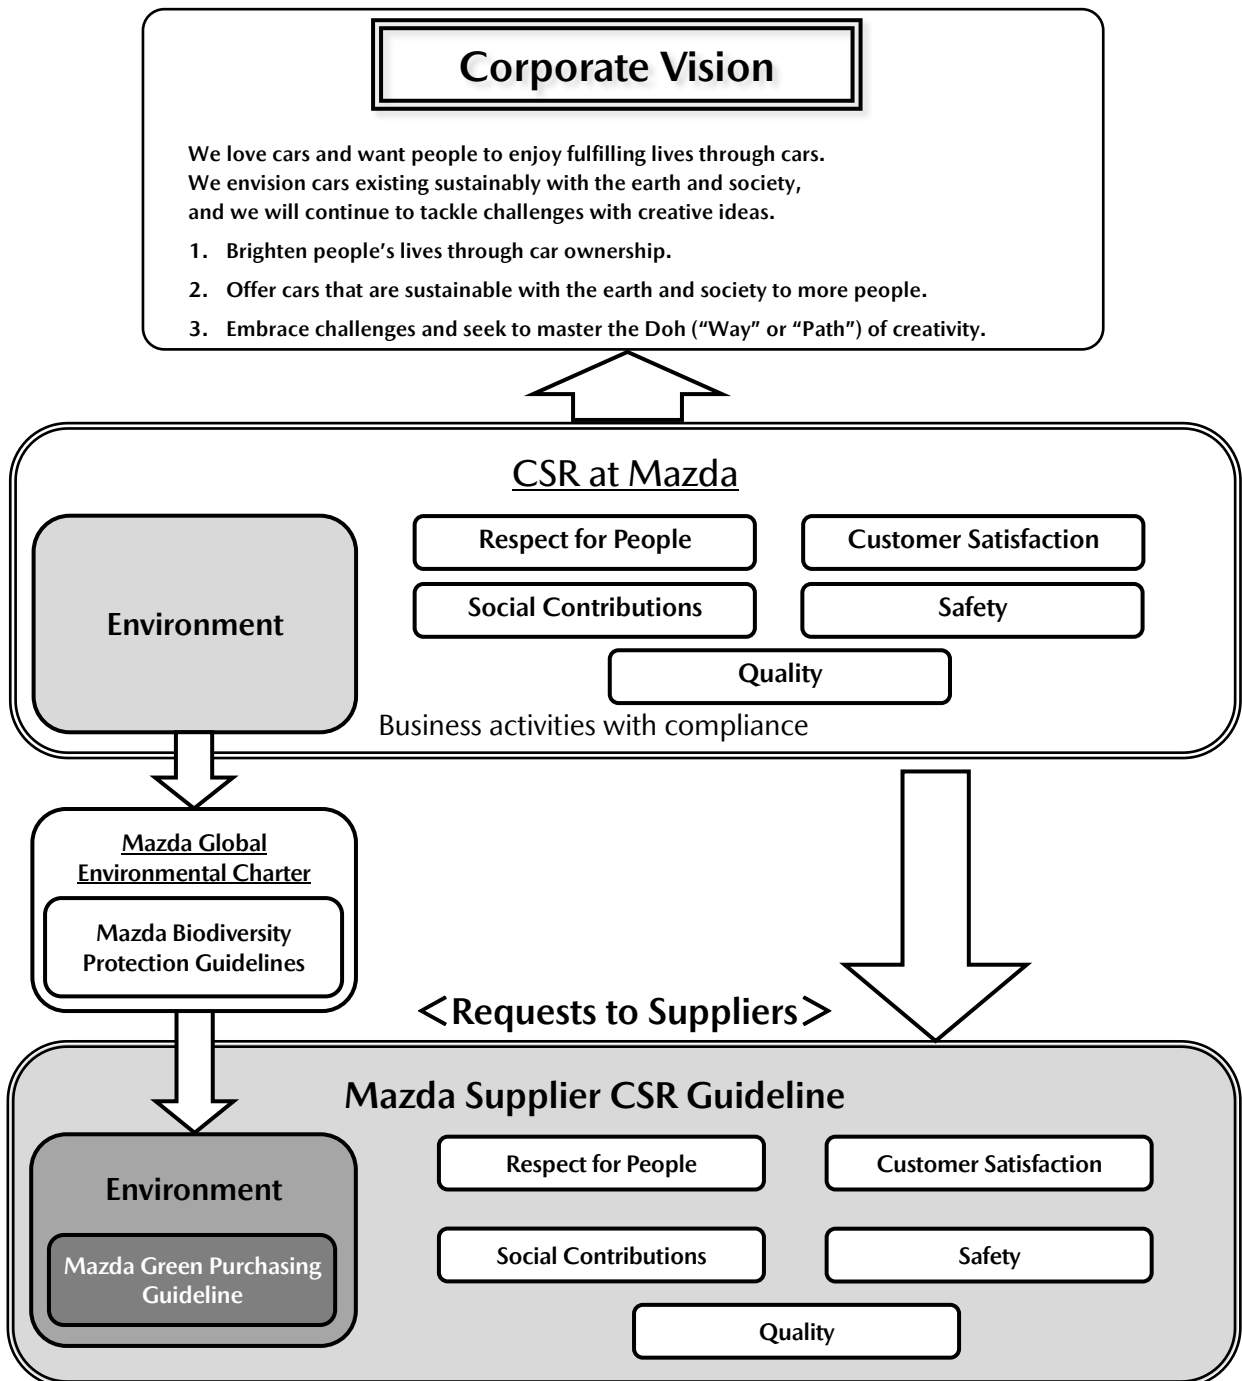 Corporate Vision
We love cars and want people to enjoy fulfilling lives through cars.
We envision cars existing sustainably with the earth and society,
and we will continue to tackle challenges with creative ideas.
1. Brighten people’s lives through car ownership.
2. Offer cars that are sustainable with the earth and society to more people.
3. Embrace challenges and seek to master the Doh (“Way” or “Path”) of creativity.
CSR at Mazda
Environment
Respect for People
Customer Satisfaction
Social Contributions
Safety
Quality
Business activities with compliance
Mazda Global
Environmental Charter
Mazda Biodiversity
Protection Guidelines
<Requests to Suppliers>
Mazda Supplier CSR Guideline
Environment
Mazda Green Purchasing
Guideline
Respect for People
Customer Satisfaction
Social Contributions
Safety
Quality